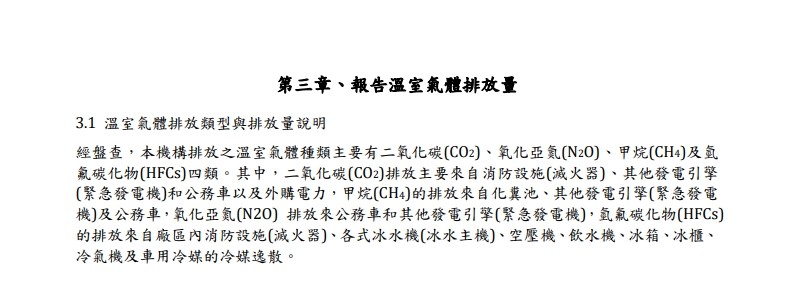 第三章、報告溫室氣體排放量
3.1 溫室氣體排放類型與排放量說明
經盤查，本機構排放之溫室氣體種類主要有二氧化碳(CO₂)、氧化亞氮(N₂O)、甲烷(CH₄)及氫
氟碳化物(HFCs)四類。其中，二氧化碳(CO₂)排放主要來自消防設施(滅火器)、其他發電引擎
(緊急發電機)和公務車以及外購電力，甲烷(CH₄)的排放來自化糞池、其他發電引擎(緊急發電
機)及公務車，氧化亞氮(N2O) 排放來公務車和其他發電引擎(緊急發電機)，氫氟碳化物(HFCs)
的排放來自廠區內消防設施(滅火器)、各式冰水機(冰水主機)、空壓機、飲水機、冰箱、冰櫃、
冷氣機及車用冷媒的冷媒逸散。